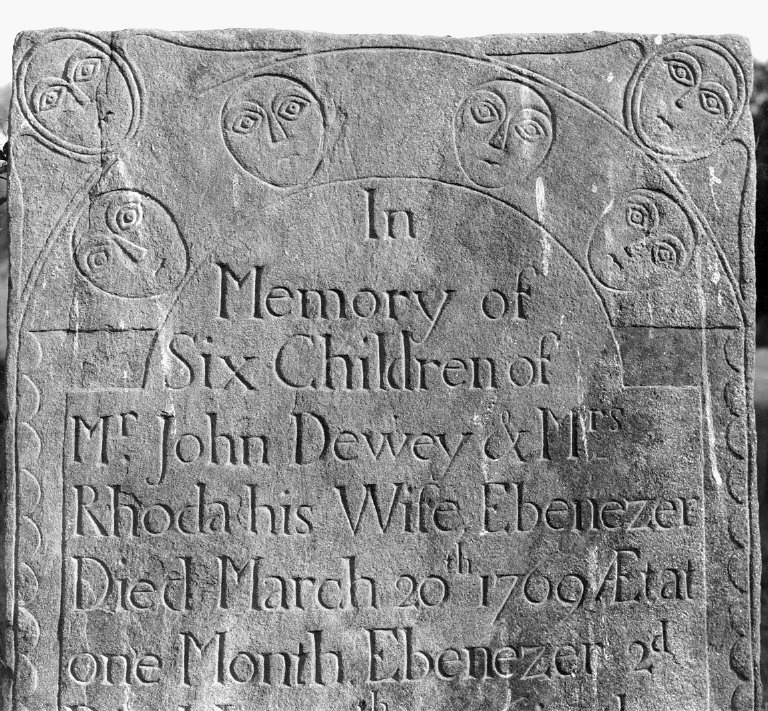 In
Memory of
Six Children of
Mr. John Dewey & Mrs
Rhoda his Wife, Ebenezer
Died March 20th 1769 Ætat
one Month, Ebenezer 2d
Died